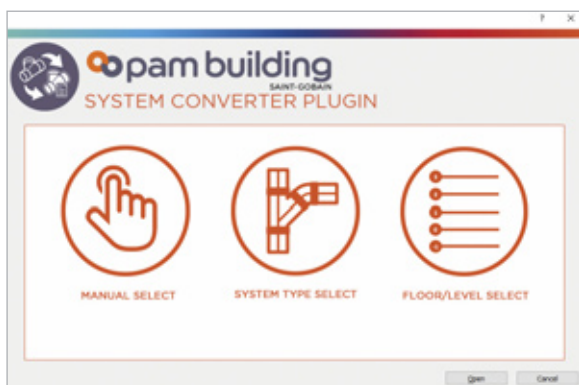 ? X
pam building
SAINT-GOBAIN
SYSTEM CONVERTER PLUGIN
MANUAL SELECT
SYSTEM TYPE SELECT
FLOOR/LEVEL SELECT
Open
Cancel